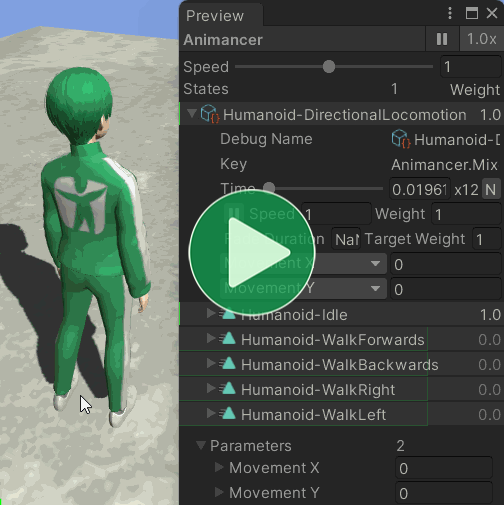 Preview
Animancer 1.0x
Speed 1
States 1 Weight
Humanoid-DirectionalLocomotion 1.0
Debug Name Humanoid-D
Key Animancer.Mix
Time 0.01961 x12 N
Speed 1 Weight 1
Duration NaN Target Weight 1
Movement X 0
Movement Y 0
Humanoid-Idle 1.0
Humanoid-WalkForwards 0.0
Humanoid-WalkBackwards 0.0
Humanoid-WalkRight 0.0
Humanoid-WalkLeft 0.0
Parameters 2
Movement X 0
Movement Y 0